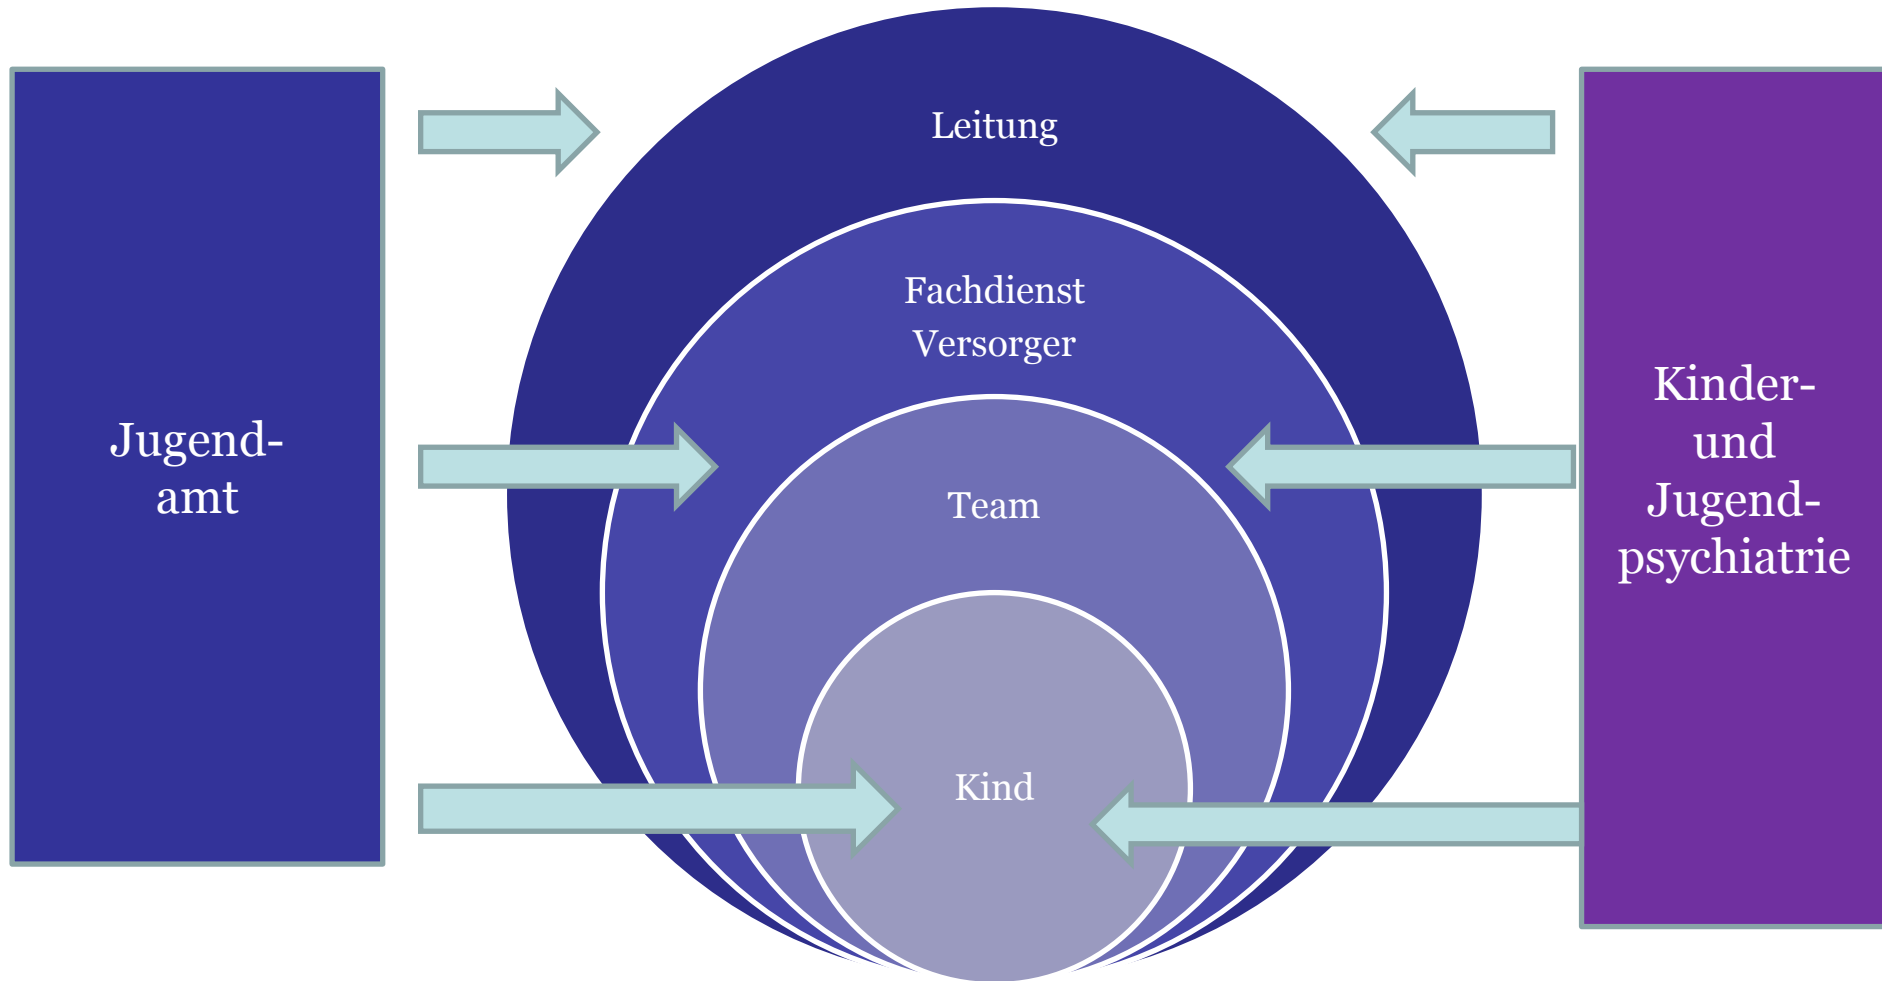 Jugend-
amt
Leitung
Fachdienst
Versorger
Team
Kind
Kinder-
und
Jugend-
psychiatrie